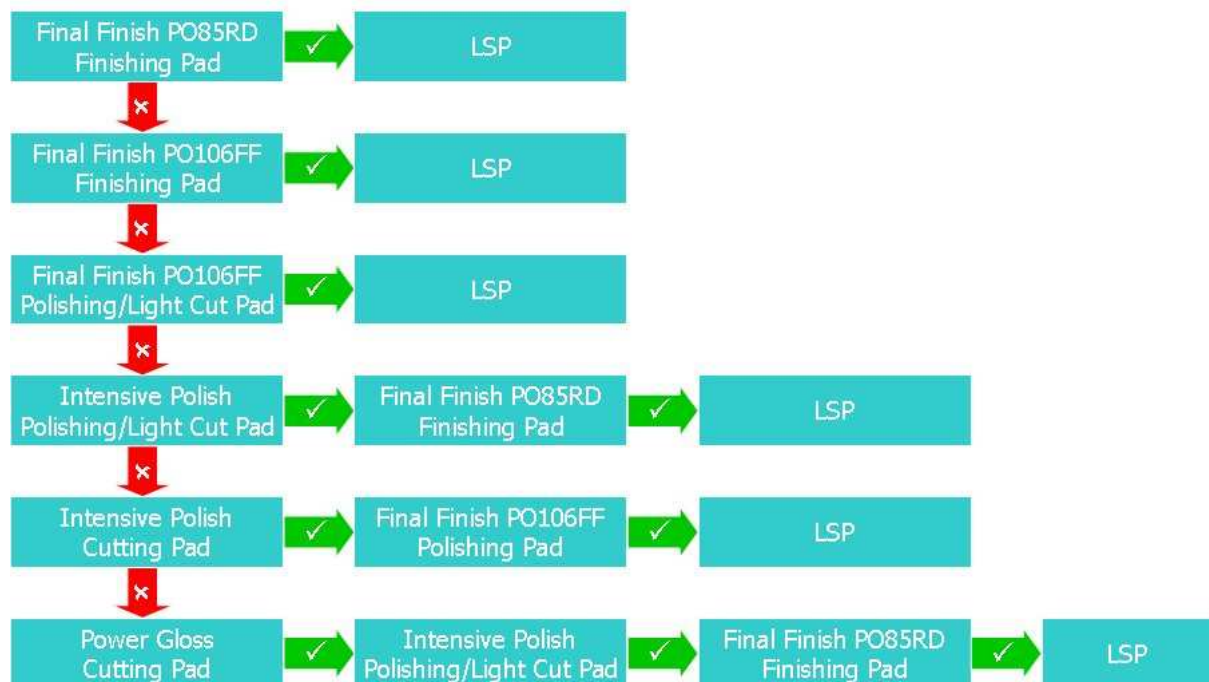 Final Finish PO85RD
Finishing Pad
LSP
Final Finish PO106FF
Finishing Pad
LSP
Final Finish PO106FF
Polishing/Light Cut Pad
LSP
Intensive Polish
Polishing/Light Cut Pad
Final Finish PO85RD
Finishing Pad
LSP
Intensive Polish
Cutting Pad
Final Finish PO106FF
Polishing Pad
LSP
Power Gloss
Cutting Pad
Intensive Polish
Polishing/Light Cut Pad
Final Finish PO85RD
Finishing Pad
LSP